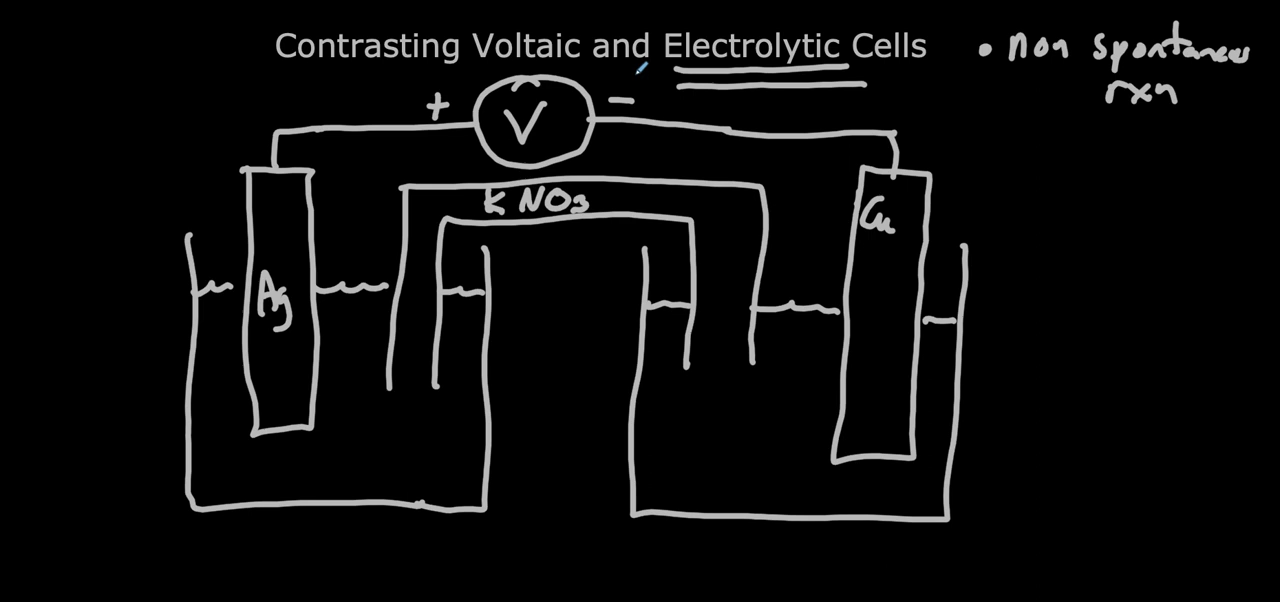 Contrasting Voltaic and Electrolytic Cells
• non spontaneous
rxn
+ V −
KNO3
Cu
Ag